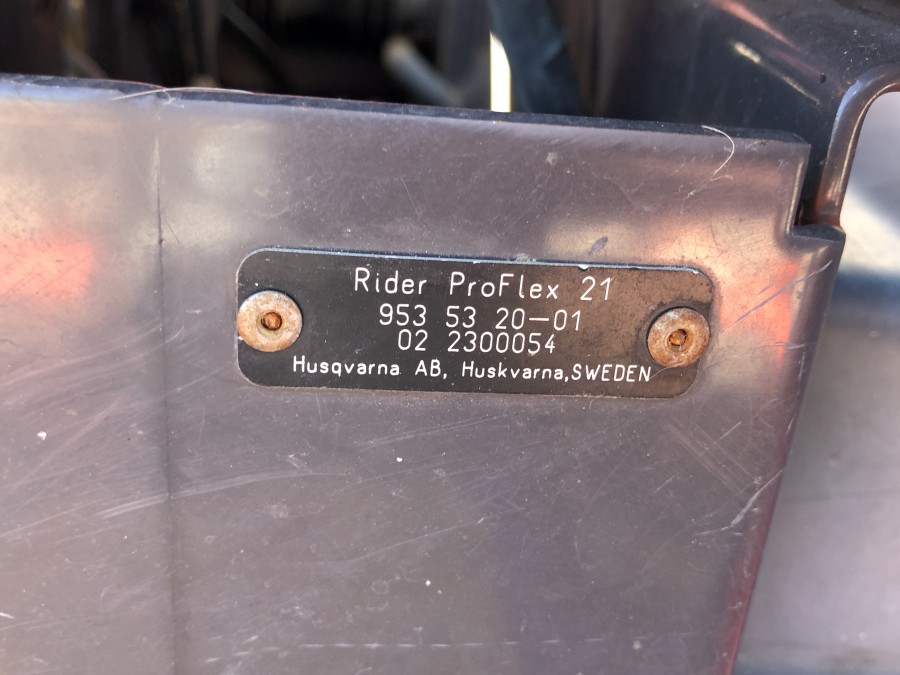 Rider ProFlex 21
953 53 20-01
02 2300054
Husqvarna AB, Huskvarna,SWEDEN